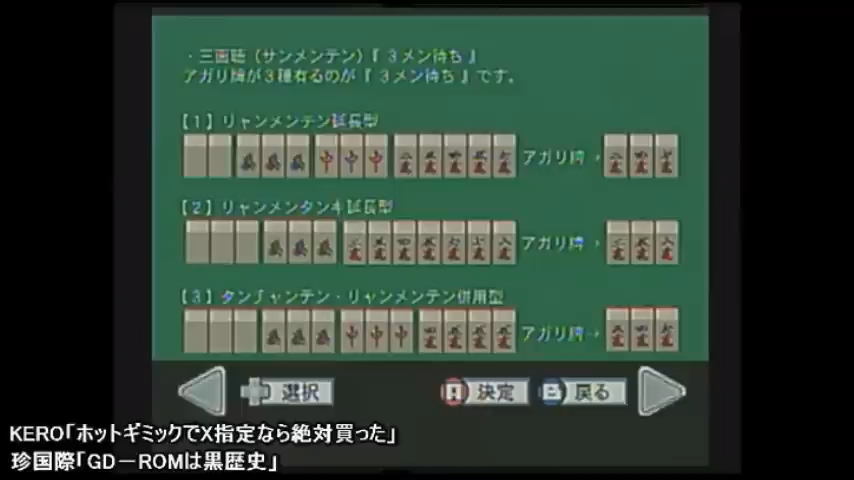 ・三面聴（サンメンテン）『３メン待ち』
アガリ牌が３種有るのが『３メン待ち』です。
【１】リャンメンテン延長型
アガリ牌→
【２】リャンメンタンキ延長型
アガリ牌→
【３】タンチャンテン・リャンメンテン併用型
アガリ牌→
選択 A 決定 B 戻る
KERO「ホットギミックでX指定なら絶対買った」
珍国際「GD－ROMは黒歴史」